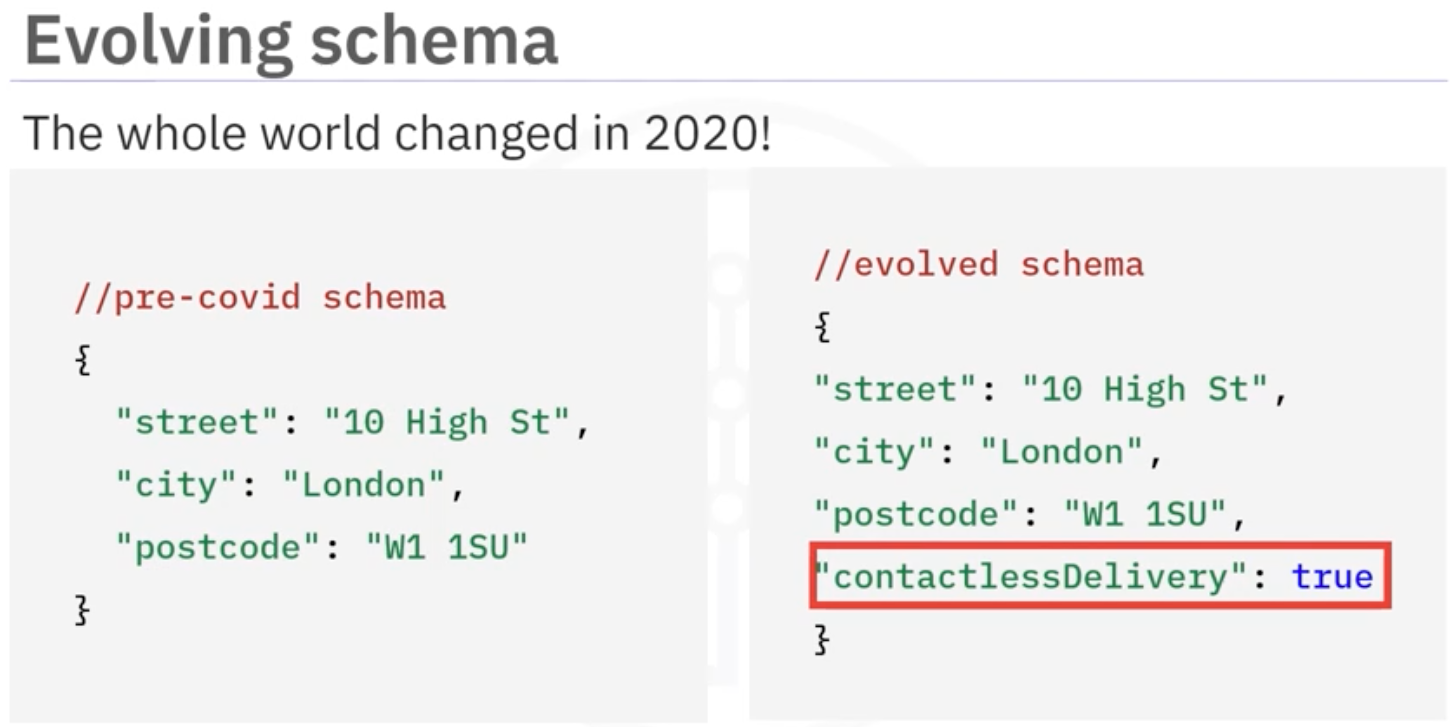 Evolving schema
The whole world changed in 2020!
//pre-covid schema
{
"street": "10 High St",
"city": "London",
"postcode": "W1 1SU"
}
//evolved schema
{
"street": "10 High St",
"city": "London",
"postcode": "W1 1SU",
"contactlessDelivery": true
}